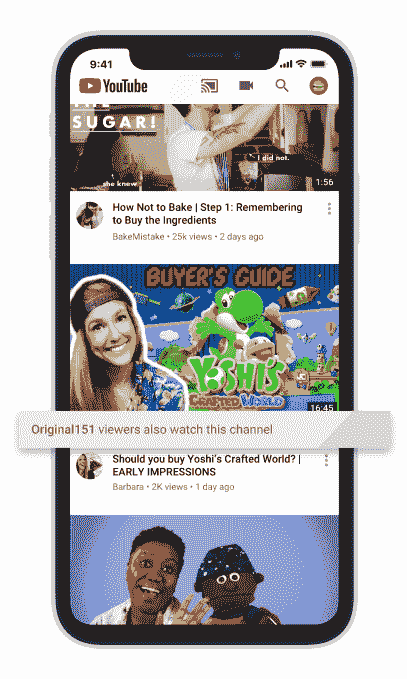 9:41
YouTube
SUGAR!
I did not.
she knew
1:56
How Not to Bake | Step 1: Remembering
to Buy the Ingredients
BakeMistake • 25k views • 2 days ago
BUYER'S GUIDE
YOSHI'S
CRAFTED WORLD
16:45
Original151 viewers also watch this channel
Should you buy Yoshi's Crafted World? |
EARLY IMPRESSIONS
Barbara • 2K views • 1 day ago